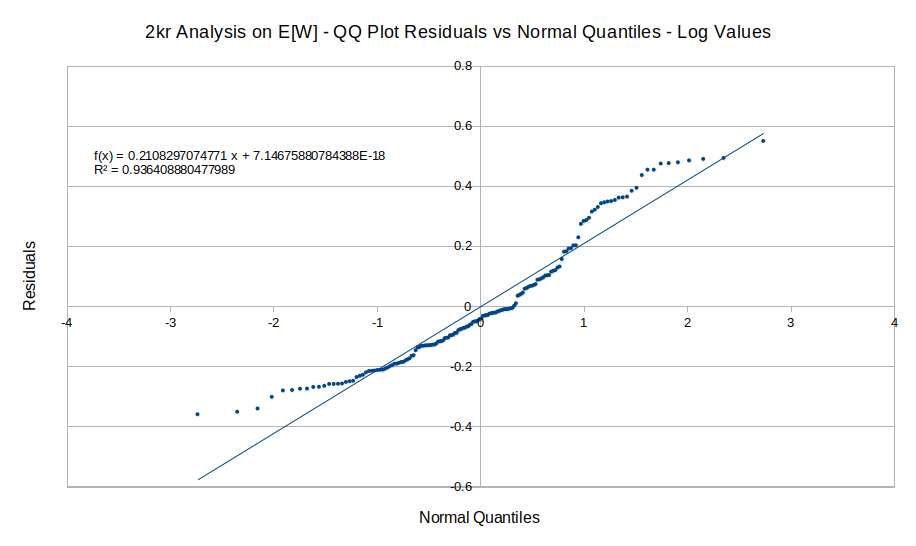 2kr Analysis on E[W] - QQ Plot Residuals vs Normal Quantiles - Log Values
0.8
0.6
f(x) = 0.2108297074771 x + 7.14675880784388E-18
R² = 0.936408880477989
0.4
0.2
Residuals
0
-4 -3 -2 -1 0 1 2 3 4
-0.2
-0.4
-0.6
Normal Quantiles